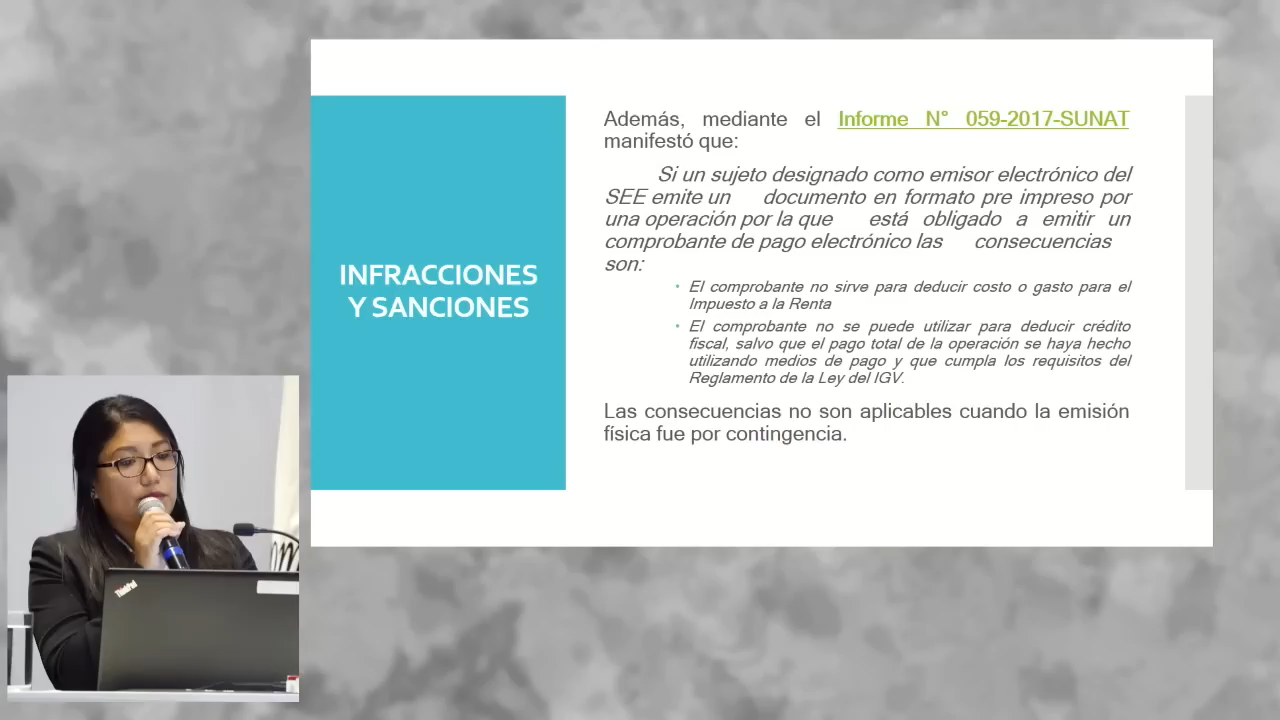 Además, mediante el Informe N° 059-2017-SUNAT
manifestó que:
Si un sujeto designado como emisor electrónico del
SEE emite un documento en formato pre impreso por
una operación por la que está obligado a emitir un
comprobante de pago electrónico las consecuencias
son:
• El comprobante no sirve para deducir costo o gasto para el
Impuesto a la Renta
• El comprobante no se puede utilizar para deducir crédito
fiscal, salvo que el pago total de la operación se haya hecho
utilizando medios de pago y que cumpla los requisitos del
Reglamento de la Ley del IGV.
Las consecuencias no son aplicables cuando la emisión
física fue por contingencia.
INFRACCIONES
Y SANCIONES
ThinkPad